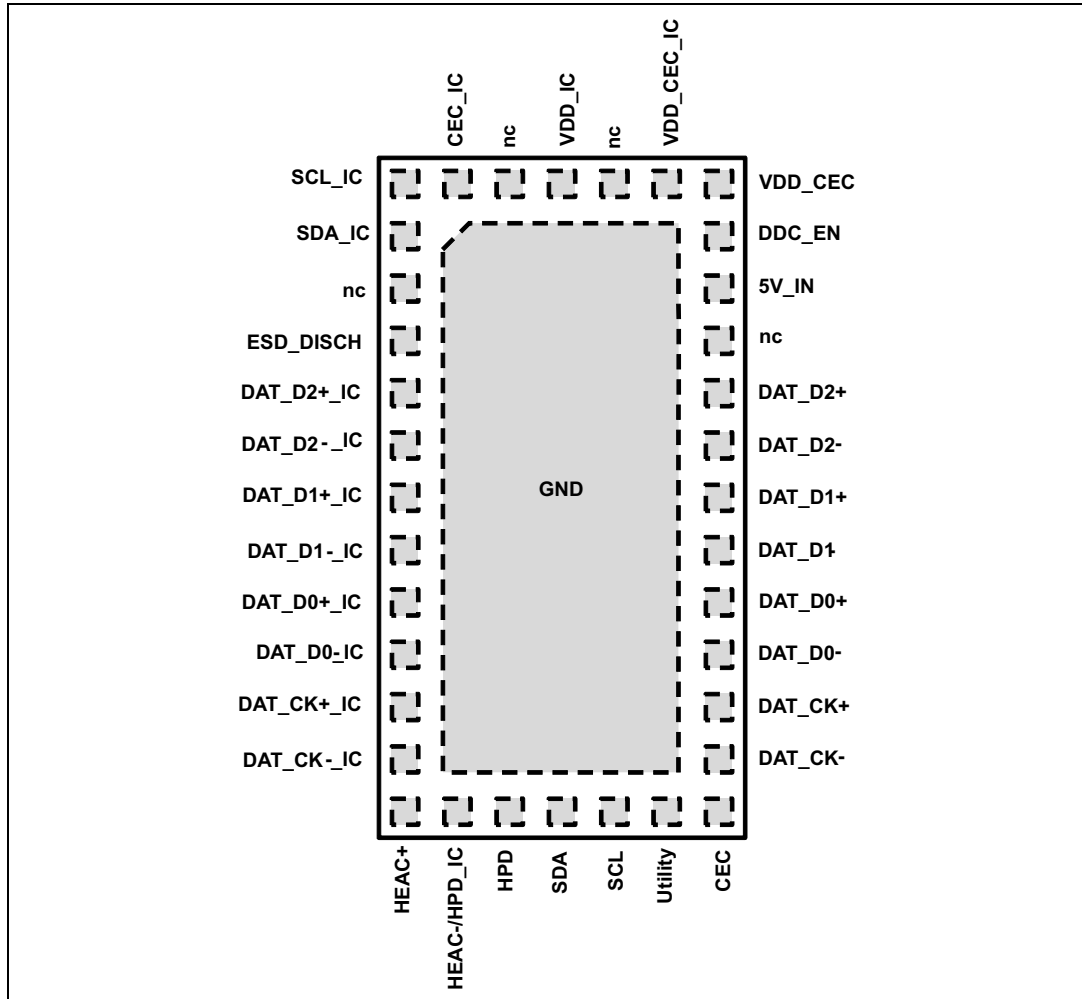 CEC_IC
nc
VDD_IC
nc
VDD_CEC_IC
SCL_IC
VDD_CEC
SDA_IC
DDC_EN
nc
5V_IN
ESD_DISCH
nc
DAT_D2+_IC
DAT_D2+
DAT_D2-_IC
DAT_D2-
DAT_D1+_IC
DAT_D1+
GND
DAT_D1-_IC
DAT_D1-
DAT_D0+_IC
DAT_D0+
DAT_D0-_IC
DAT_D0-
DAT_CK+_IC
DAT_CK+
DAT_CK-_IC
DAT_CK-
HEAC+
HEAC-/HPD_IC
HPD
SDA
SCL
Utility
CEC